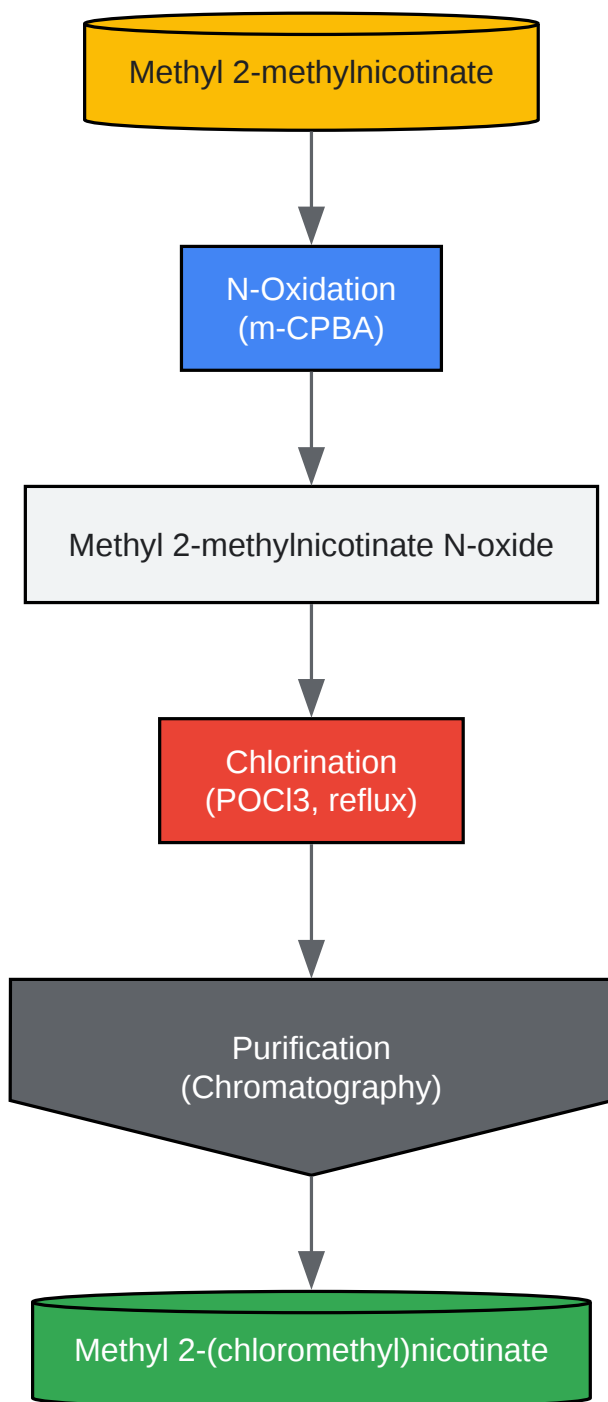 Methyl 2-methylnicotinate
N-Oxidation
(m-CPBA)
Methyl 2-methylnicotinate N-oxide
Chlorination
(POCl3, reflux)
Purification
(Chromatography)
Methyl 2-(chloromethyl)nicotinate